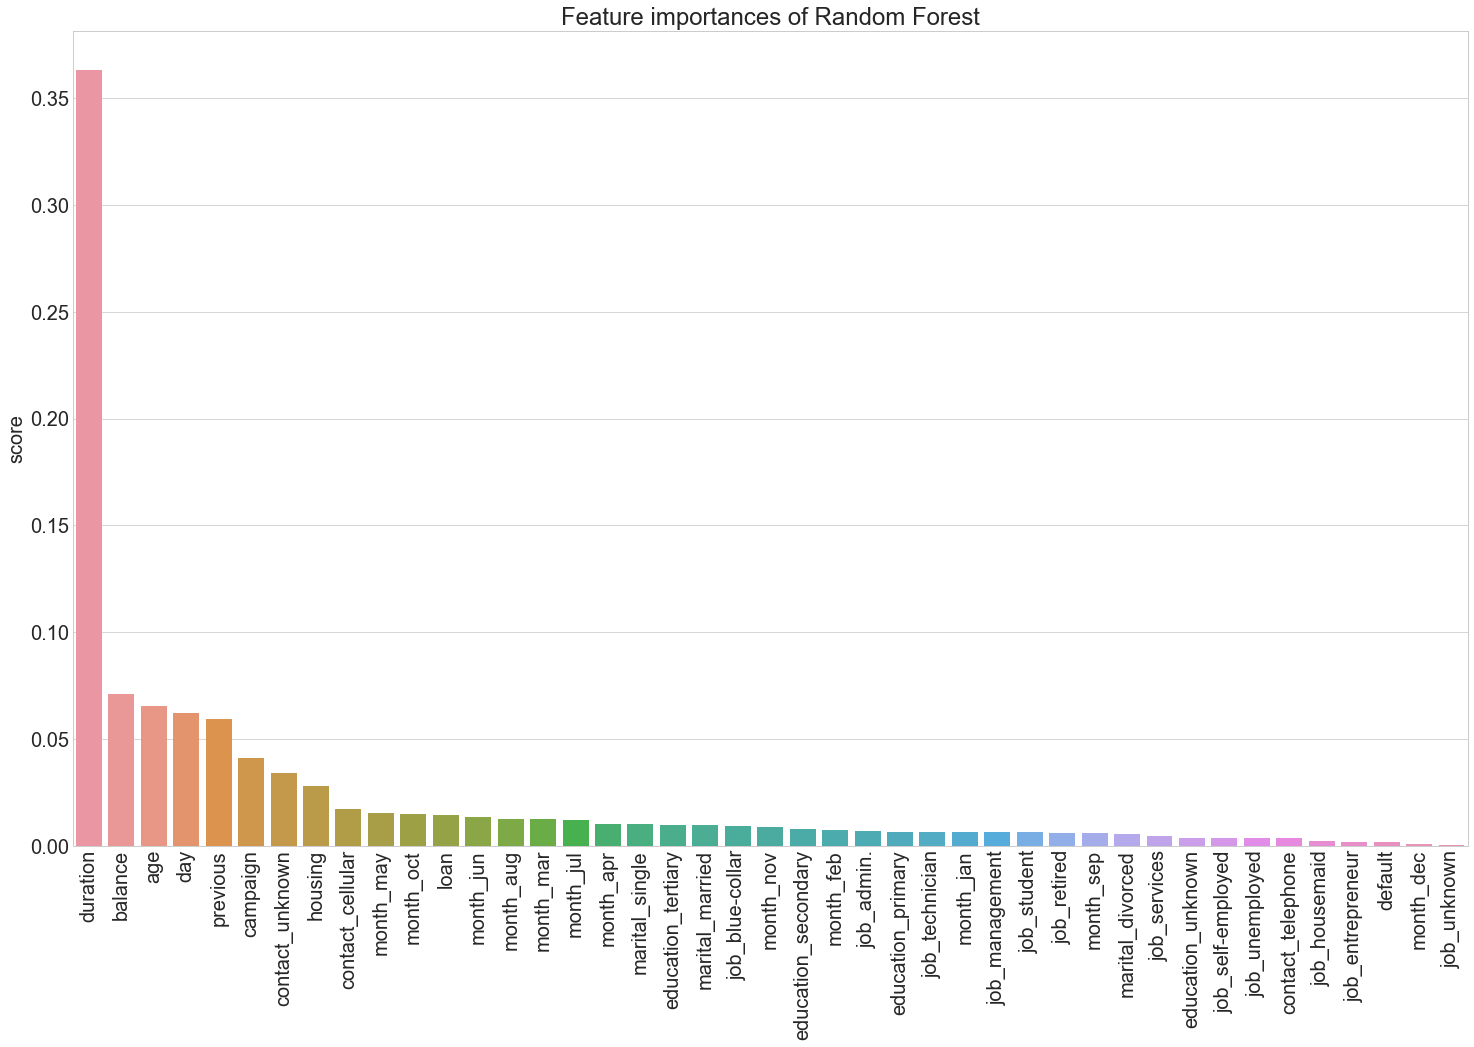 Feature importances of Random Forest
score
0.35
0.30
0.25
0.20
0.15
0.10
0.05
0.00
duration
balance
age
day
previous
campaign
contact_unknown
housing
contact_cellular
month_may
month_oct
loan
month_jun
month_aug
month_mar
month_jul
month_apr
marital_single
education_tertiary
marital_married
job_blue-collar
month_nov
education_secondary
month_feb
job_admin.
education_primary
job_technician
month_jan
job_management
job_student
job_retired
month_sep
marital_divorced
job_services
education_unknown
job_self-employed
job_unemployed
contact_telephone
job_housemaid
job_entrepreneur
default
month_dec
job_unknown